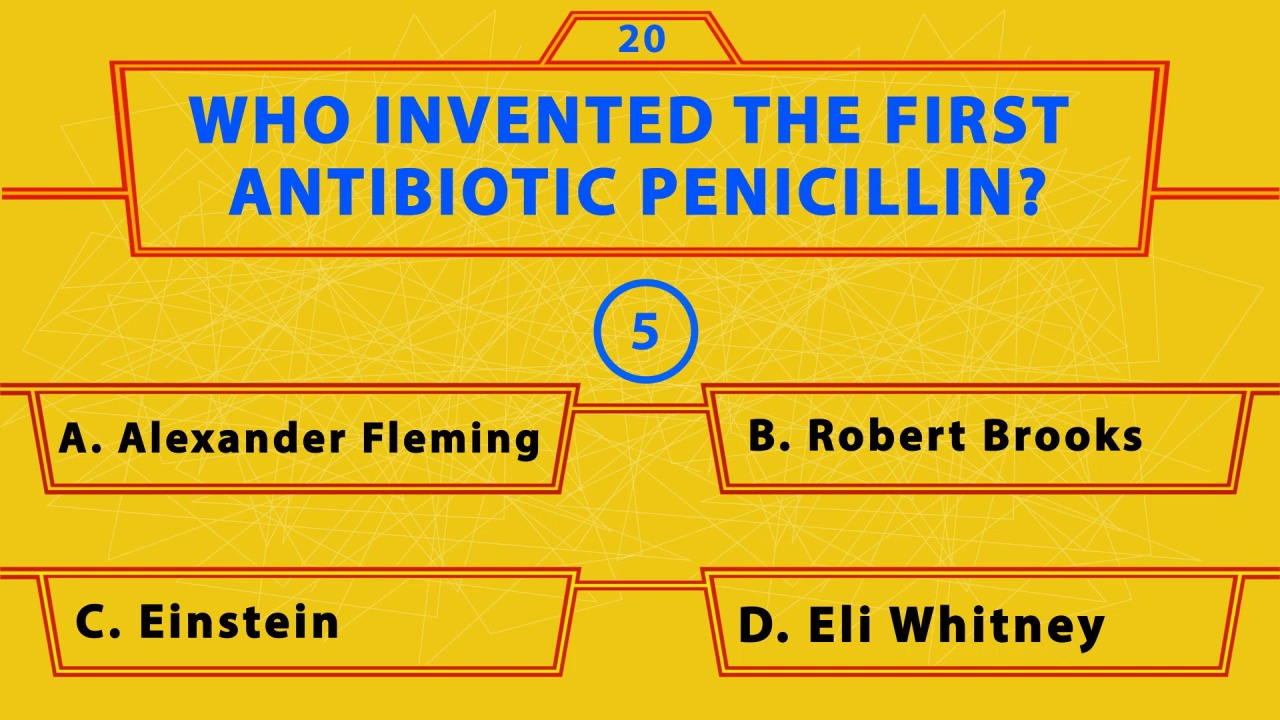 20
WHO INVENTED THE FIRST
ANTIBIOTIC PENICILLIN?
5
A. Alexander Fleming
B. Robert Brooks
C. Einstein
D. Eli Whitney